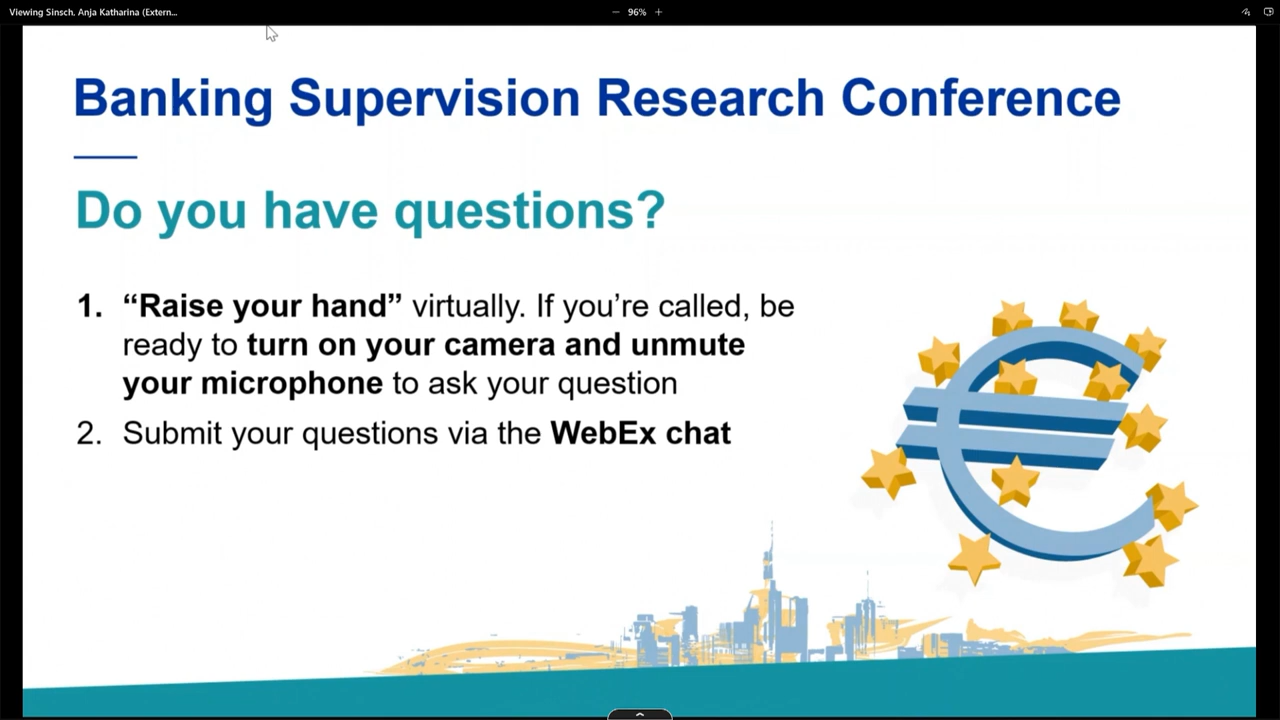 Viewing Sinsch, Anja Katharina (Extern...
− 96% +
Banking Supervision Research Conference
Do you have questions?
1. “Raise your hand” virtually. If you’re called, be
ready to turn on your camera and unmute
your microphone to ask your question
2. Submit your questions via the WebEx chat